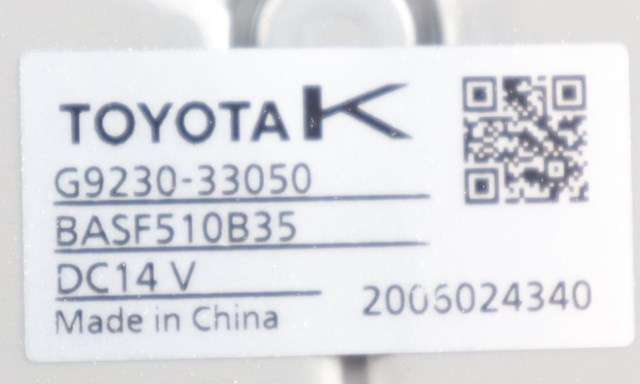 TOYOTA K
G9230-33050
BASF510B35
DC14 V
2006024340
Made in China